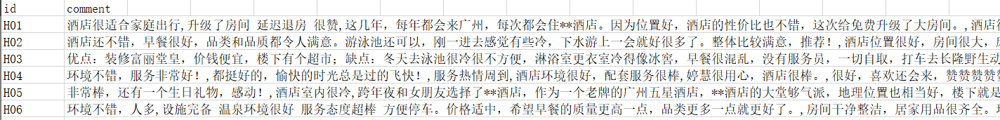 id comment
H01 酒店很适合家庭出行,升级了房间 延迟退房 很赞,这几年，每年都会来广州，每次都会住**酒店。因为位置好，酒店的性价比也不错，这次给免费升级了大房间。,酒店很
H02 酒店还不错，早餐很好，品类和品质都令人满意。游泳池还可以，刚一进去感觉有些冷，下水游上一会就好很多了。整体比较满意，推荐！,酒店位置很好，房间很大，
H03 优点：装修富丽堂皇，价钱便宜，楼下有个超市；缺点：冬天去泳池很冷很不方便，淋浴室更衣室冷得像冰窖，早餐很混乱，没有服务员，一切自取，打车去长隆野生动
H04 环境不错，服务非常好！,都挺好的，愉快的时光总是过的飞快！,服务热情周到,酒店环境很好，配套服务很棒,婷慧很用心，酒店很棒。,很好，喜欢还会来，赞赞赞赞赞
H05 非常棒，还有一个生日礼物，感动！,酒店室内很冷,跨年夜和女朋友选择了**酒店，作为一个老牌的广州五星酒店，**酒店的大堂够气派，地理位置也相当好，楼下就是
H06 环境不错，人多,设施完备 温泉环境很好 服务态度超棒 方便停车。价格适中，希望早餐的质量更高一点，品类更多一点就更好了。,房间干净整洁，居家用品很齐全。